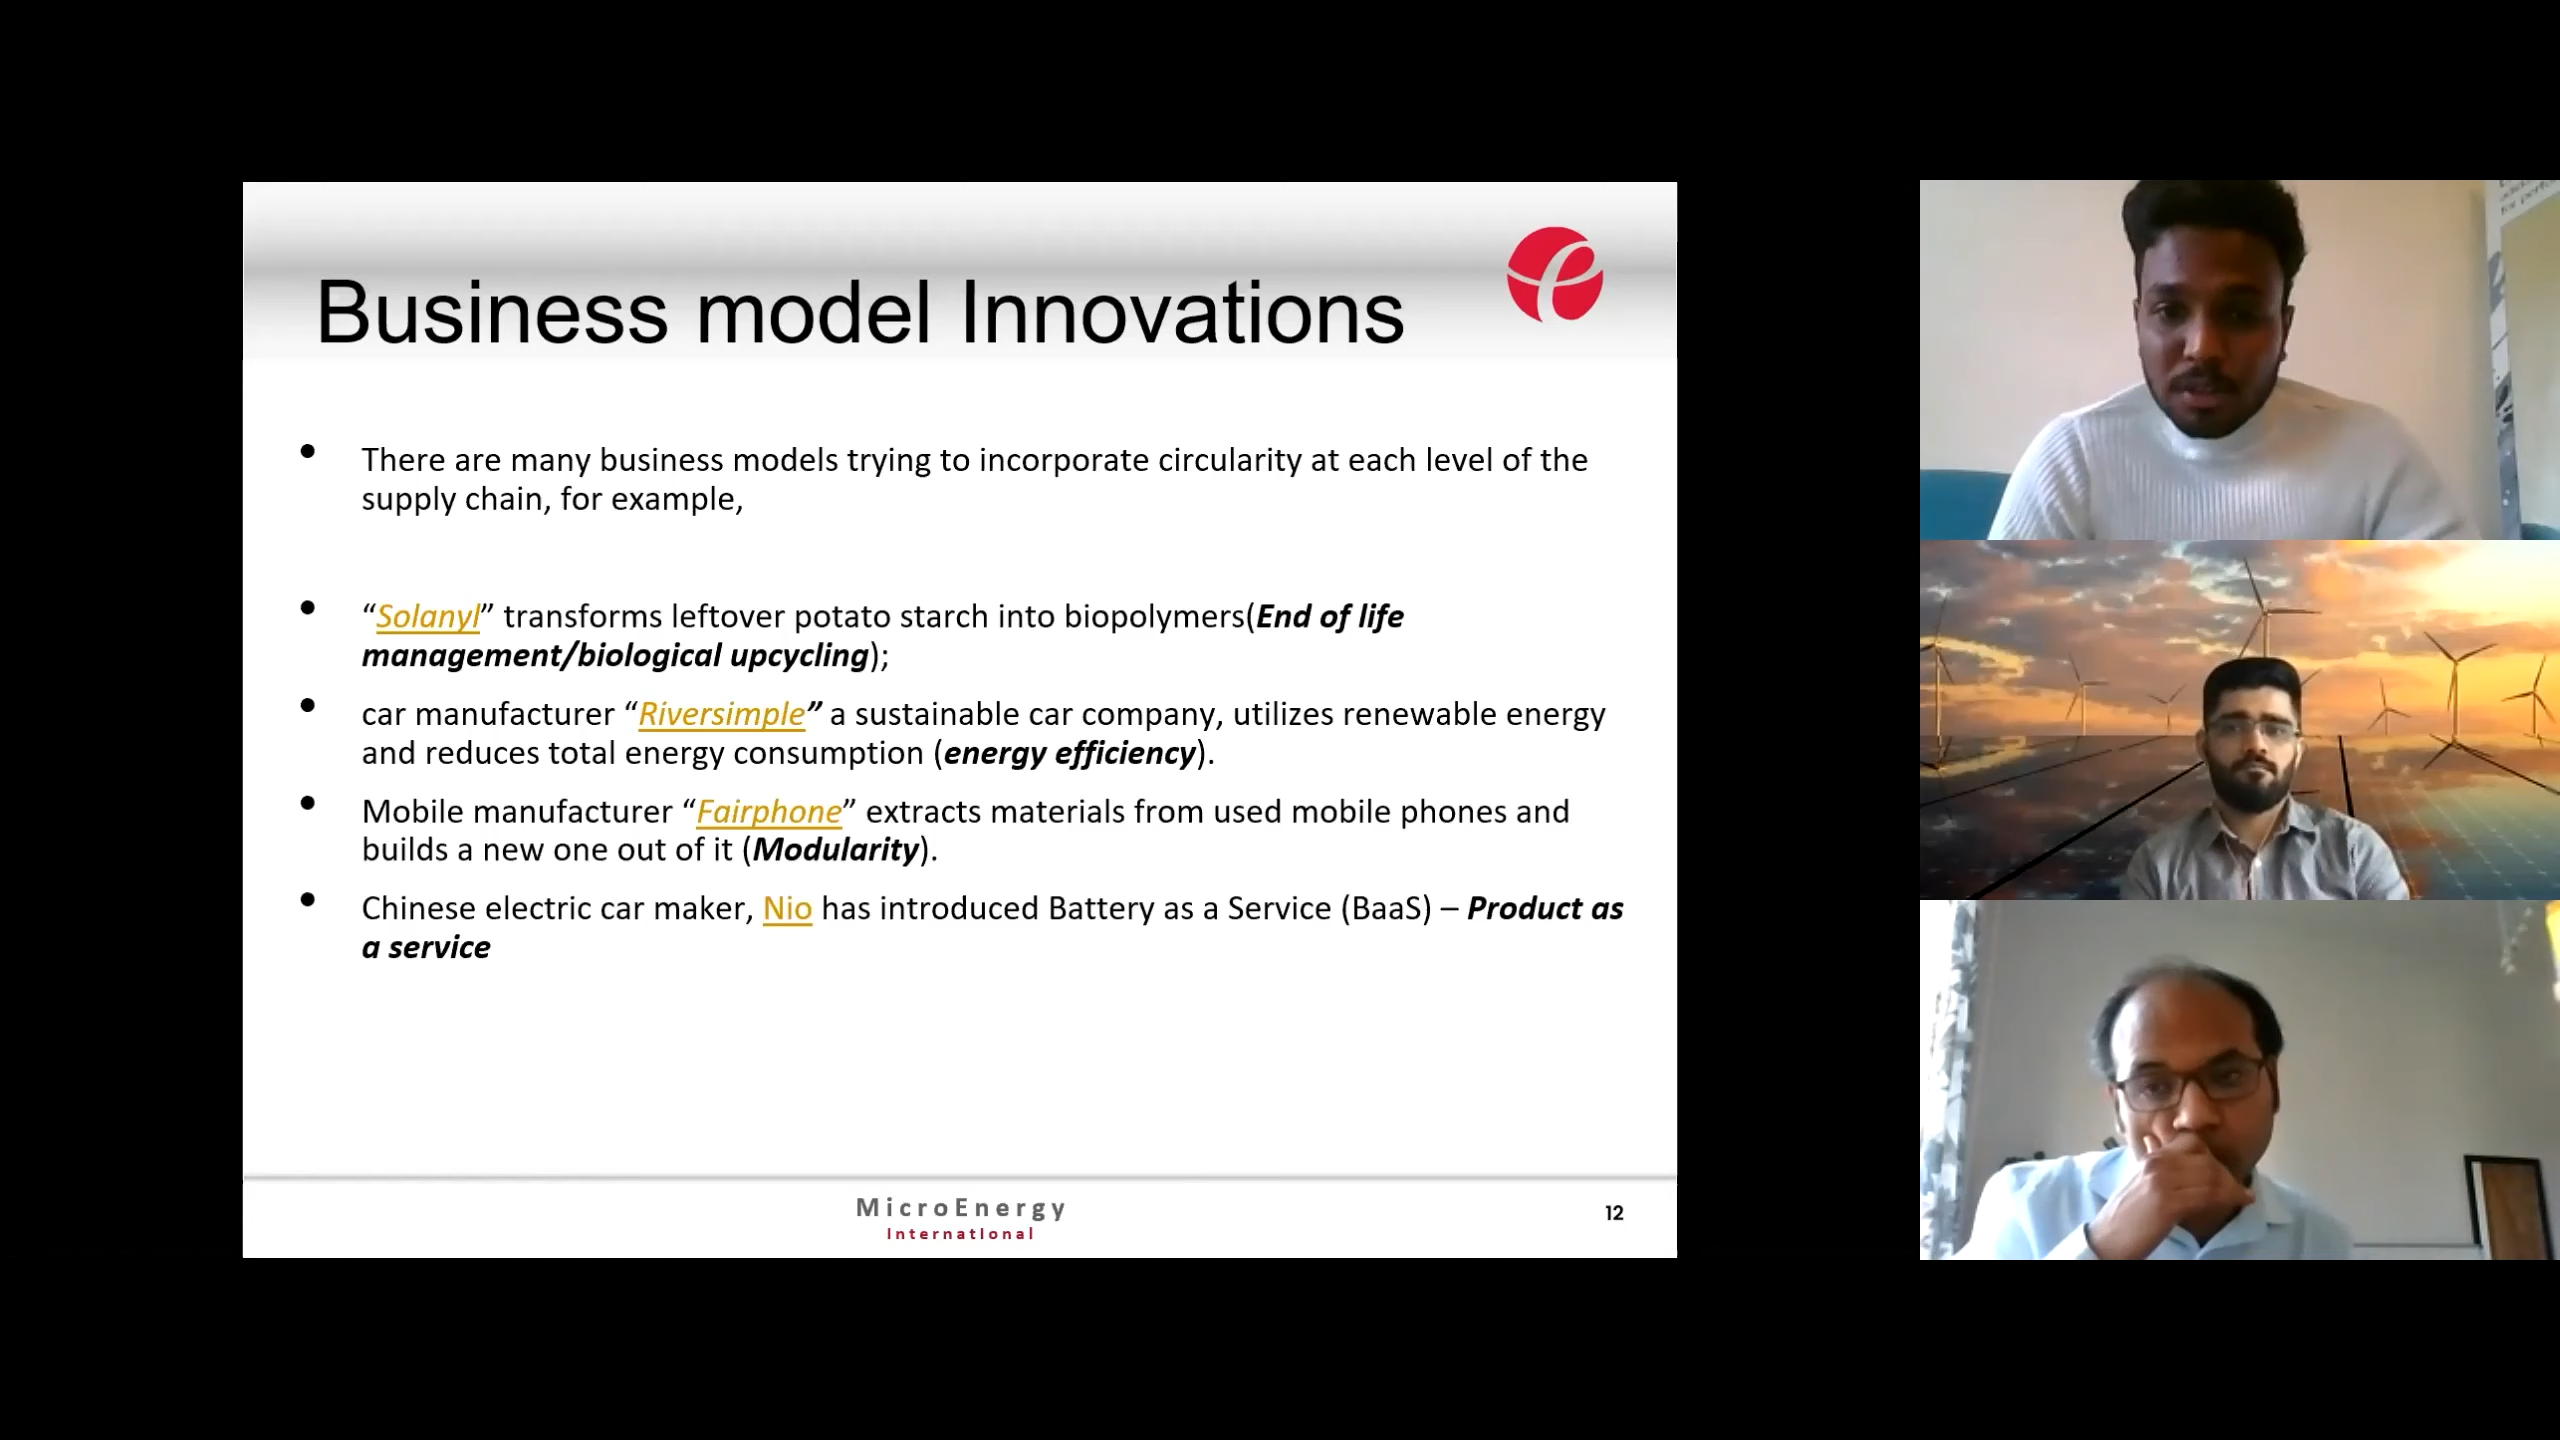 Business model Innovations
• There are many business models trying to incorporate circularity at each level of the
supply chain, for example,
• “Solanyl” transforms leftover potato starch into biopolymers(End of life
management/biological upcycling);
• car manufacturer “Riversimple” a sustainable car company, utilizes renewable energy
and reduces total energy consumption (energy efficiency).
• Mobile manufacturer “Fairphone” extracts materials from used mobile phones and
builds a new one out of it (Modularity).
• Chinese electric car maker, Nio has introduced Battery as a Service (BaaS) – Product as
a service
MicroEnergy
International
12